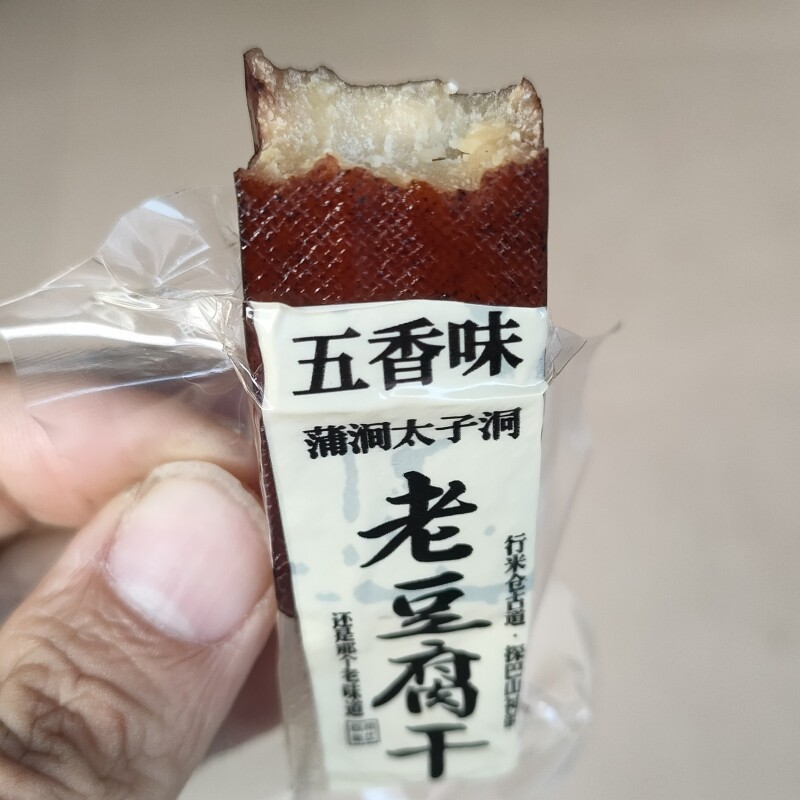 五香味
蒲涧太子洞
老豆腐干
行米仓古道·探巴山秘
还是那个老味道